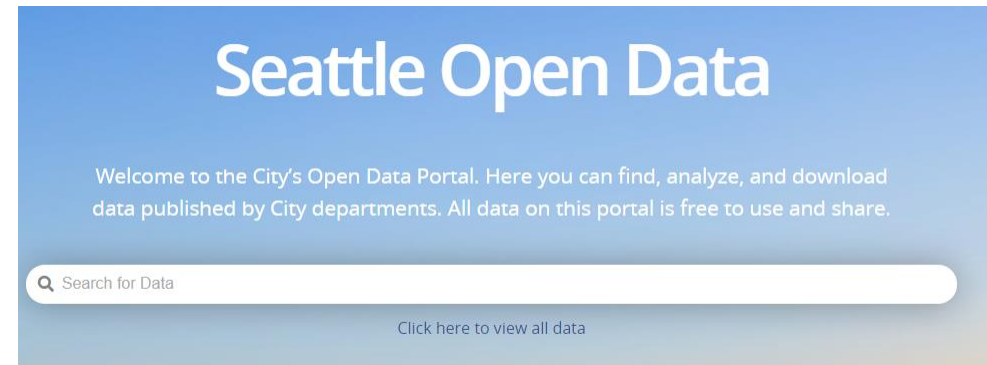 Seattle Open Data
Welcome to the City’s Open Data Portal. Here you can find, analyze, and download
data published by City departments. All data on this portal is free to use and share.
Search for Data
Click here to view all data